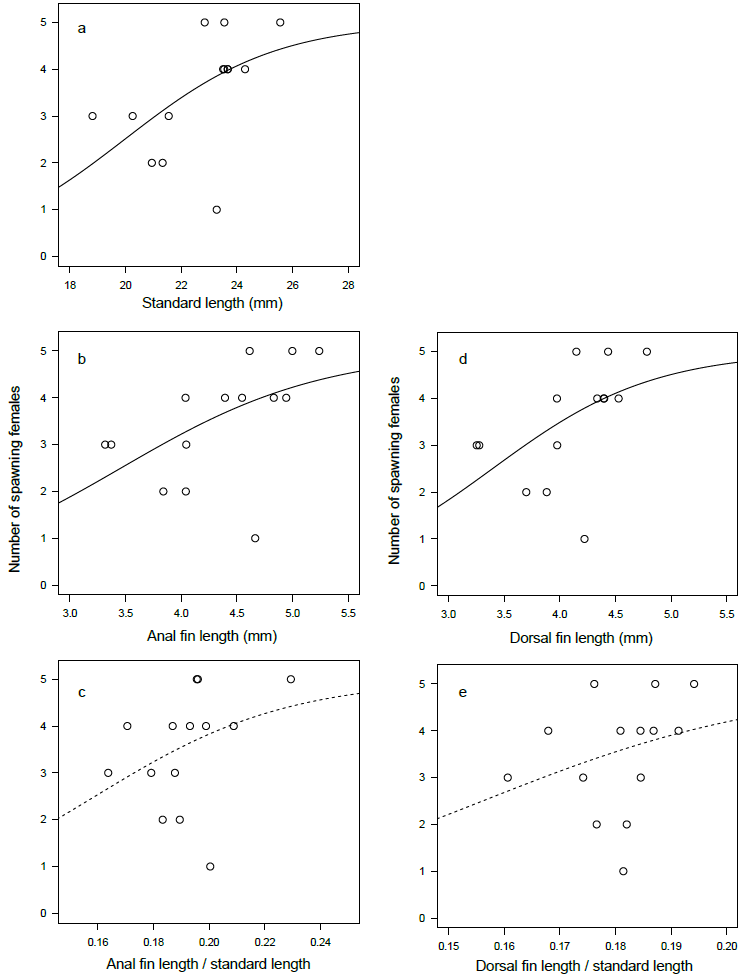 a
5
4
3
2
1
0
18 20 22 24 26 28
Standard length (mm)
b
5
4
3
2
1
0
3.0 3.5 4.0 4.5 5.0 5.5
Anal fin length (mm)
Number of spawning females
d
5
4
3
2
1
0
3.0 3.5 4.0 4.5 5.0 5.5
Dorsal fin length (mm)
Number of spawning females
c
5
4
3
2
1
0
0.16 0.18 0.20 0.22 0.24
Anal fin length / standard length
e
5
4
3
2
1
0
0.15 0.16 0.17 0.18 0.19 0.20
Dorsal fin length / standard length